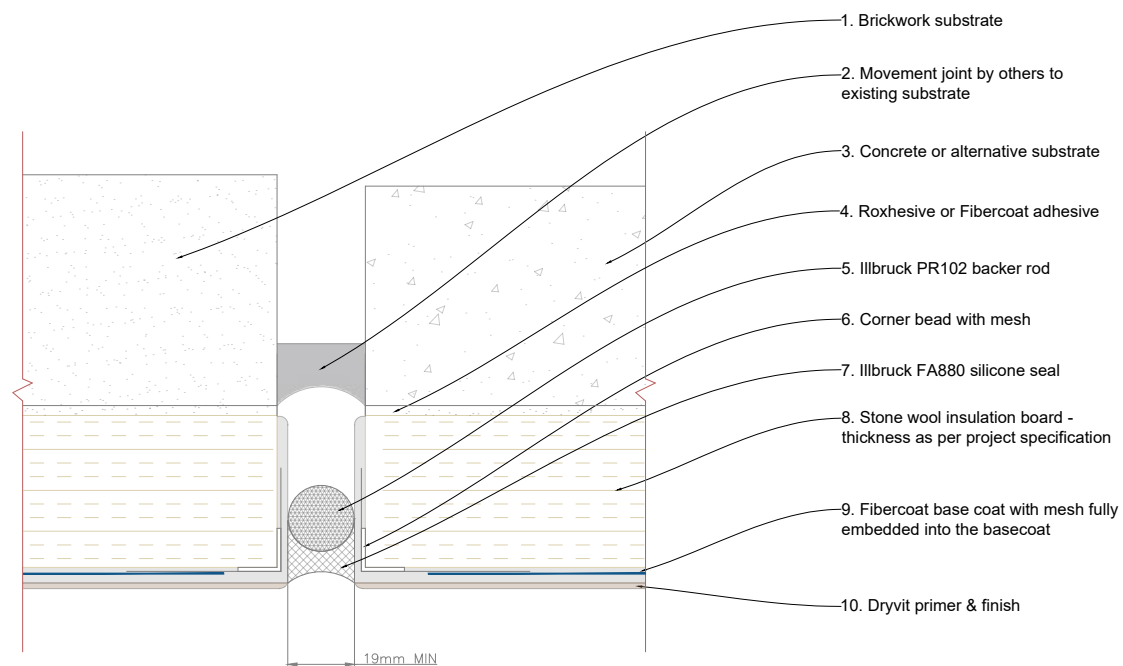 1. Brickwork substrate
2. Movement joint by others to
existing substrate
3. Concrete or alternative substrate
4. Roxhesive or Fibercoat adhesive
5. Illbruck PR102 backer rod
6. Corner bead with mesh
7. Illbruck FA880 silicone seal
8. Stone wool insulation board -
thickness as per project specification
9. Fibercoat base coat with mesh fully
embedded into the basecoat
10. Dryvit primer & finish
19mm MIN